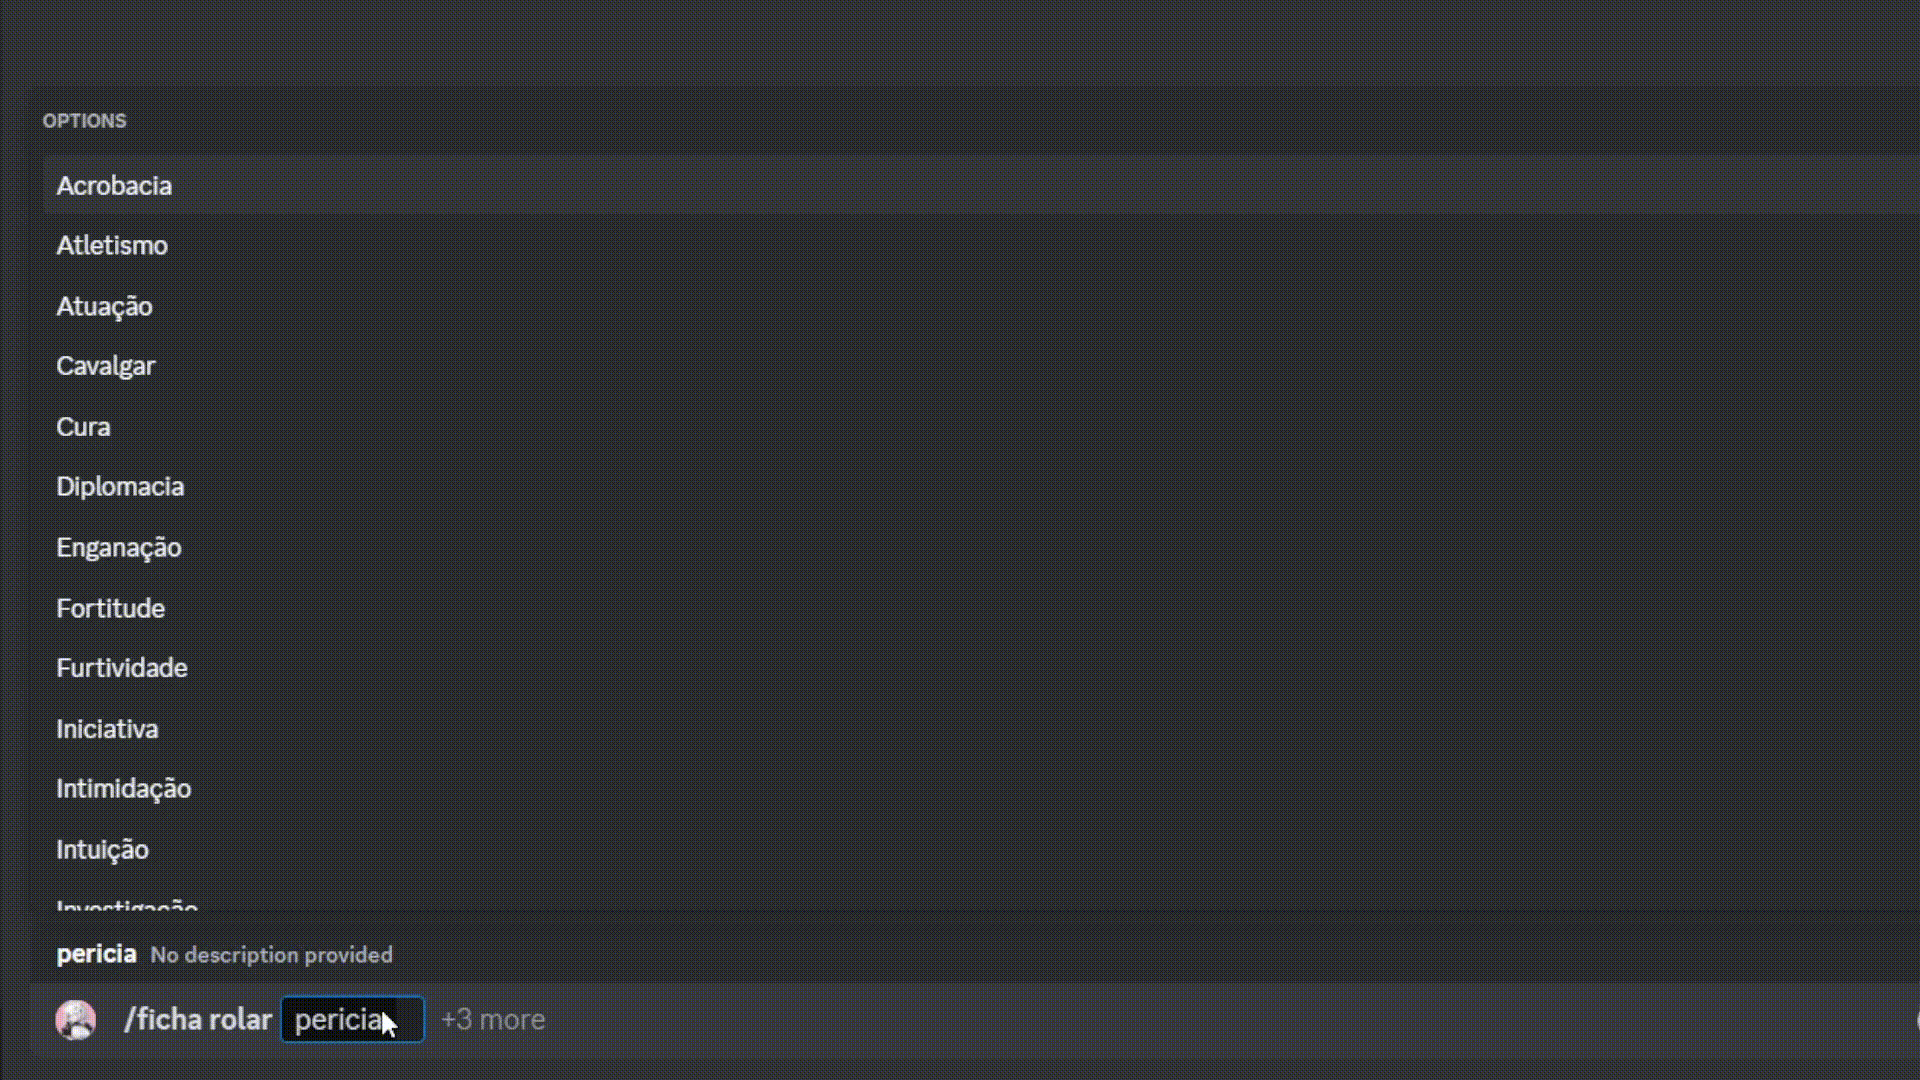 OPTIONS
Acrobacia
Atletismo
Atuação
Cavalgar
Cura
Diplomacia
Enganação
Fortitude
Furtividade
Iniciativa
Intimidação
Intuição
Investigação
pericia No description provided
/ficha rolar pericia +3 more